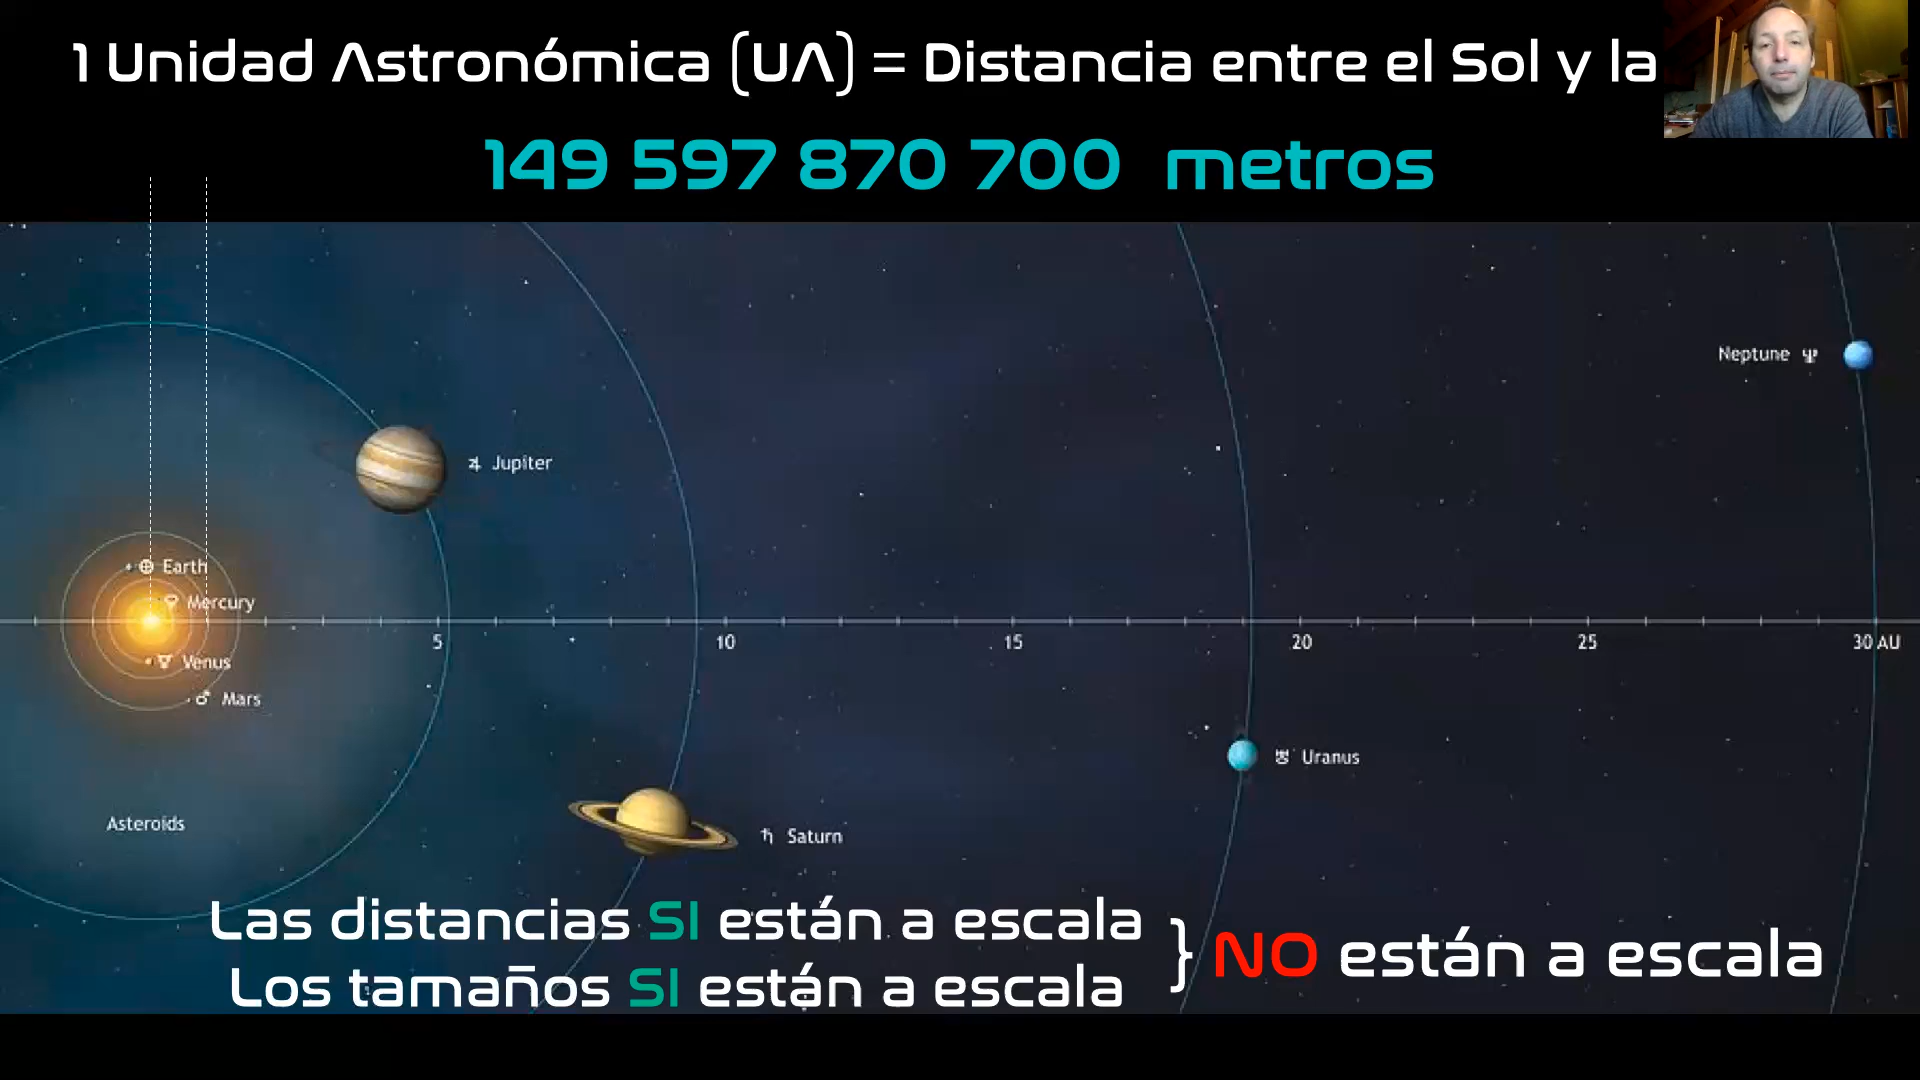 1 Unidad Astronómica (UA) = Distancia entre el Sol y la
149 597 870 700 metros
Neptune
Jupiter
Earth
Mercury
5 10 15 20 25 30 AU
Venus
Mars
Uranus
Asteroids
Saturn
Las distancias SI están a escala
Los tamaños SI están a escala
} NO están a escala